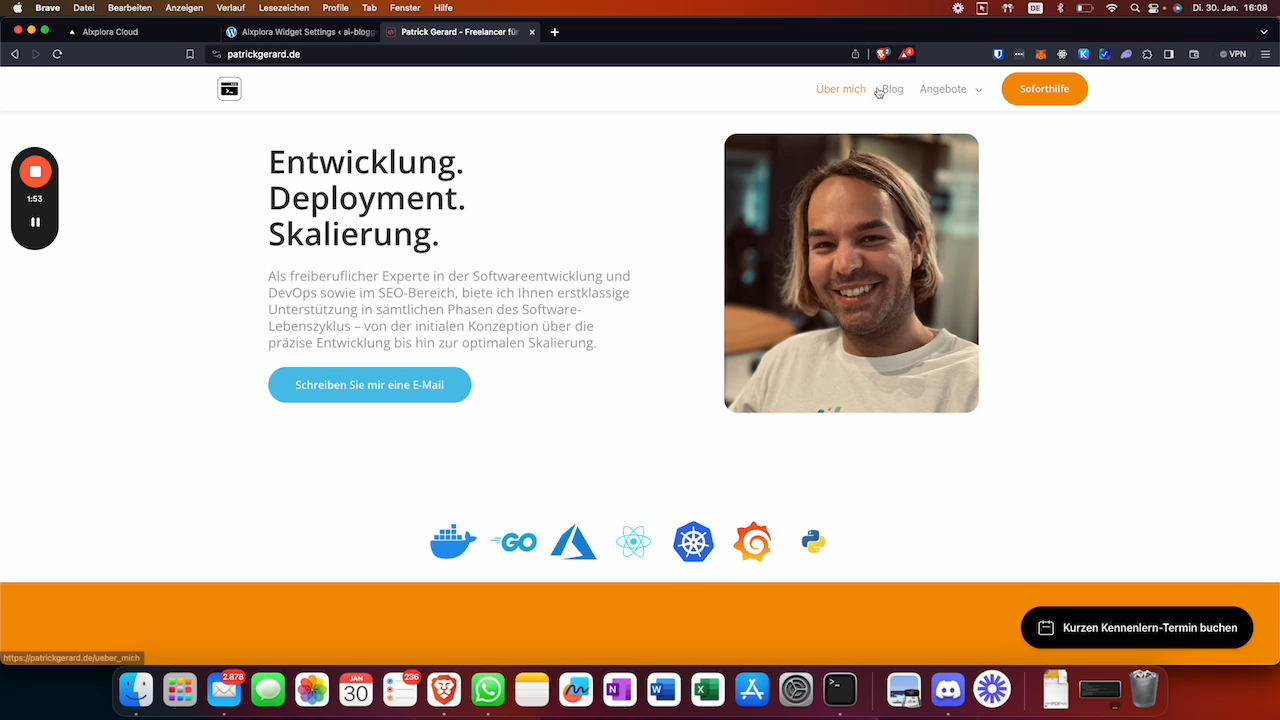 Brave Datei Bearbeiten Anzeigen Verlauf Lesezeichen Profile Tab Fenster Hilfe DE Di. 30. Jan. 16:08
AIxplora Cloud AIxplora Widget Settings ‹ ai-blogg Patrick Gerard - Freelancer für
patrickgerard.de VPN
Über mich Blog Angebote Soforthilfe
Entwicklung.
Deployment.
Skalierung.
1:53
Als freiberuflicher Experte in der Softwareentwicklung und
DevOps sowie im SEO-Bereich, biete ich Ihnen erstklassige
Unterstützung in sämtlichen Phasen des Software-
Lebenszyklus – von der initialen Konzeption über die
präzise Entwicklung bis hin zur optimalen Skalierung.
Schreiben Sie mir eine E-Mail
GO
Kurzen Kennenlern-Termin buchen
https://patrickgerard.de/ueber_mich
2.878 JAN 30 236